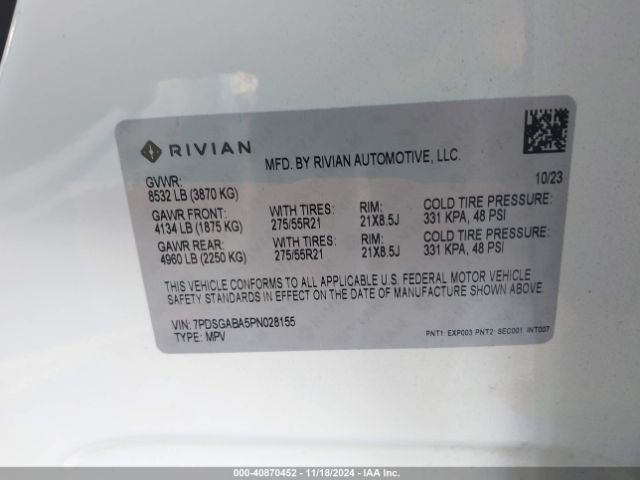 RIVIAN
MFD. BY RIVIAN AUTOMOTIVE, LLC.
10/23
GVWR:
8532 LB (3870 KG)
GAWR FRONT: WITH TIRES: RIM: COLD TIRE PRESSURE:
4134 LB (1875 KG) 275/55R21 21X8.5J 331 KPA, 48 PSI
GAWR REAR: WITH TIRES: RIM: COLD TIRE PRESSURE:
4960 LB (2250 KG) 275/55R21 21X8.5J 331 KPA, 48 PSI
THIS VEHICLE CONFORMS TO ALL APPLICABLE U.S. FEDERAL MOTOR VEHICLE
SAFETY STANDARDS IN EFFECT ON THE DATE OF MANUFACTURE SHOWN ABOVE.
VIN: 7PDSGABA5PN028155
TYPE: MPV
PNT1: EXP003 PNT2: SEC001 INT007
000-40870452 - 11/18/2024 - IAA Inc.